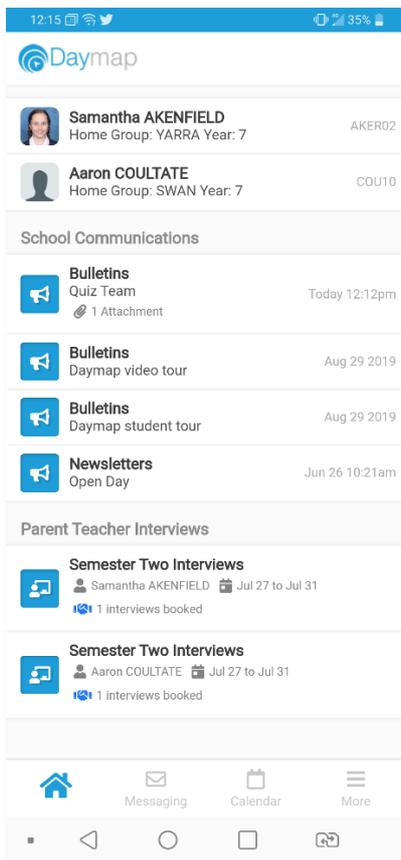 12:15 35%
Daymap
Samantha AKENFIELD
Home Group: YARRA Year: 7
AKER02
Aaron COULTATE
Home Group: SWAN Year: 7
COU10
School Communications
Bulletins
Quiz Team
1 Attachment
Today 12:12pm
Bulletins
Daymap video tour
Aug 29 2019
Bulletins
Daymap student tour
Aug 29 2019
Newsletters
Open Day
Jun 26 10:21am
Parent Teacher Interviews
Semester Two Interviews
Samantha AKENFIELD Jul 27 to Jul 31
1 interviews booked
Semester Two Interviews
Aaron COULTATE Jul 27 to Jul 31
1 interviews booked
Messaging Calendar More